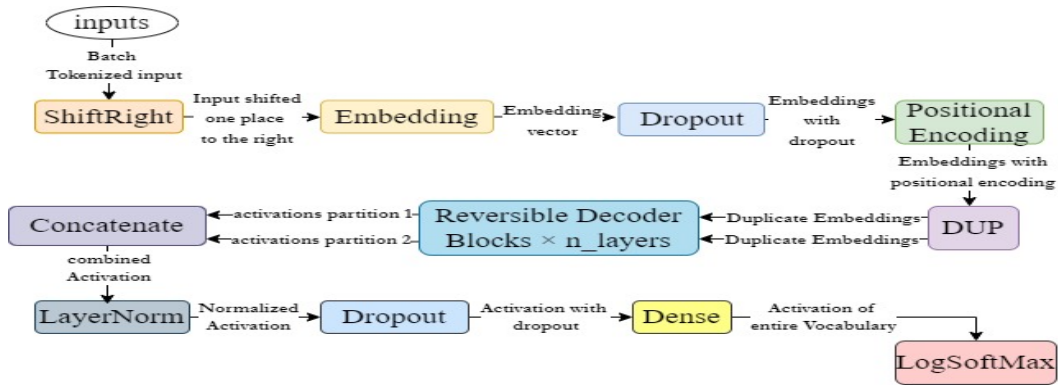 inputs
Batch
Tokenized input
ShiftRight
Input shifted
one place
to the right
Embedding
Embedding
vector
Dropout
Embeddings
with
dropout
Positional
Encoding
Embeddings with
positional encoding
DUP
Duplicate Embeddings
Duplicate Embeddings
Reversible Decoder
Blocks × n_layers
activations partition 1
activations partition 2
Concatenate
combined
Activation
LayerNorm
Normalized
Activation
Dropout
Activation with
dropout
Dense
Activation of
entire Vocabulary
LogSoftMax